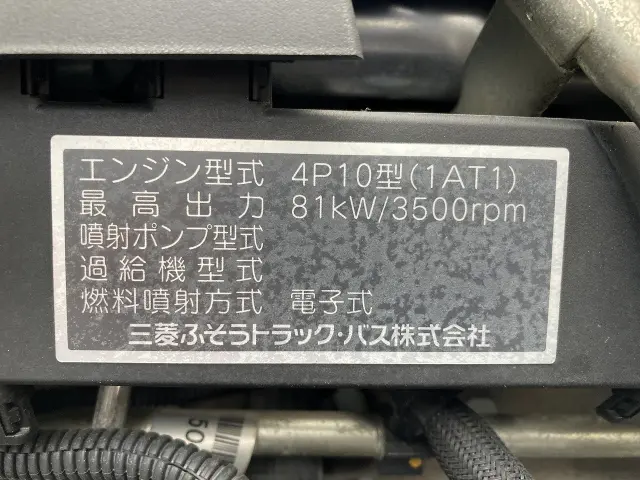 エンジン型式 4P10型(1AT1)
最高出力 81kW/3500rpm
噴射ポンプ型式
過給機型式
燃料噴射方式 電子式
三菱ふそうトラック・バス株式会社
50